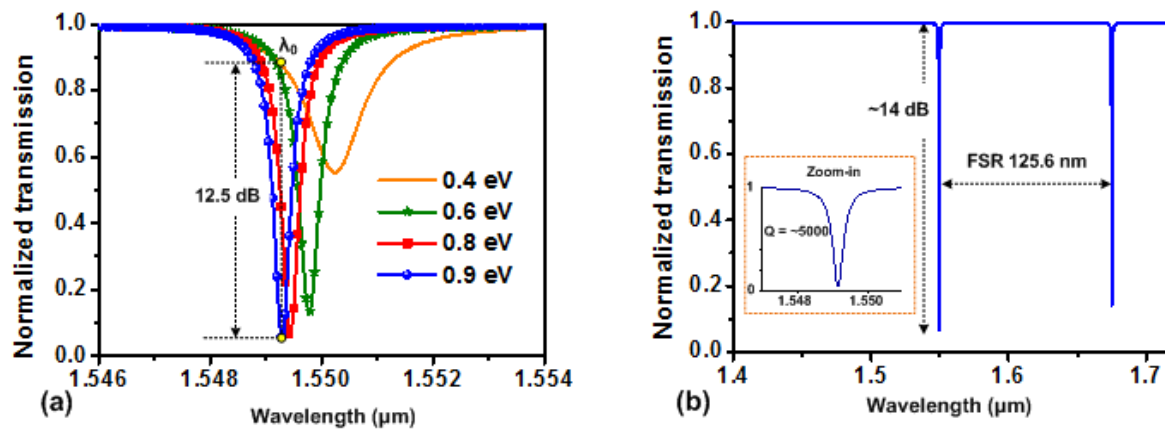 1.0
0.8
0.6
0.4
0.2
0.0
Normalized transmission
λ0
12.5 dB
0.4 eV
0.6 eV
0.8 eV
0.9 eV
1.546
1.548
1.550
1.552
1.554
(a)
Wavelength (µm)
1.0
0.8
0.6
0.4
0.2
0.0
Normalized transmission
~14 dB
FSR 125.6 nm
Zoom-in
1
Q = ~5000
0
1.548
1.550
1.4
1.5
1.6
1.7
(b)
Wavelength (µm)